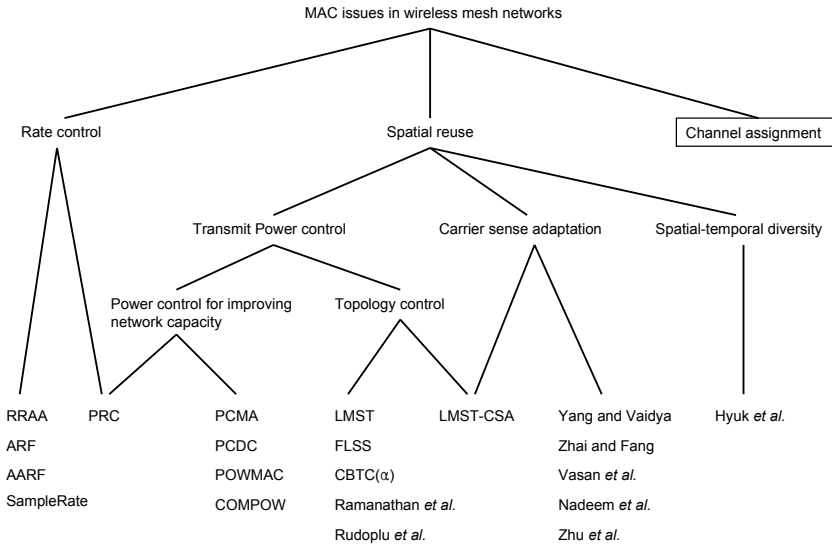 MAC issues in wireless mesh networks
Rate control
Spatial reuse
Channel assignment
Transmit Power control
Carrier sense adaptation
Spatial-temporal diversity
Power control for improving
network capacity
Topology control
RRAA
ARF
AARF
SampleRate
PRC
PCMA
PCDC
POWMAC
COMPOW
LMST
FLSS
CBTC(α)
Ramanathan et al.
Rudoplu et al.
LMST-CSA
Yang and Vaidya
Zhai and Fang
Vasan et al.
Nadeem et al.
Zhu et al.
Hyuk et al.